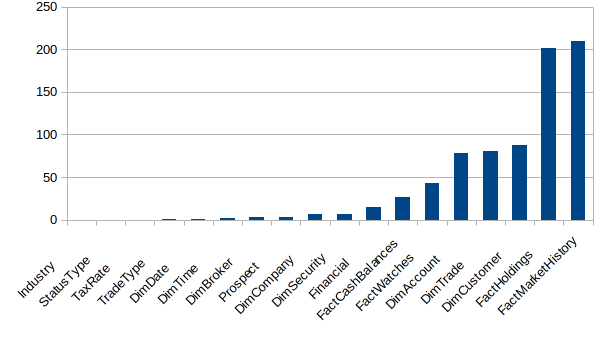 250
200
150
100
50
0
Industry
StatusType
TaxRate
TradeType
DimDate
DimTime
DimBroker
Prospect
DimCompany
DimSecurity
Financial
FactCashBalances
FactWatches
DimAccount
DimTrade
DimCustomer
FactHoldings
FactMarketHistory